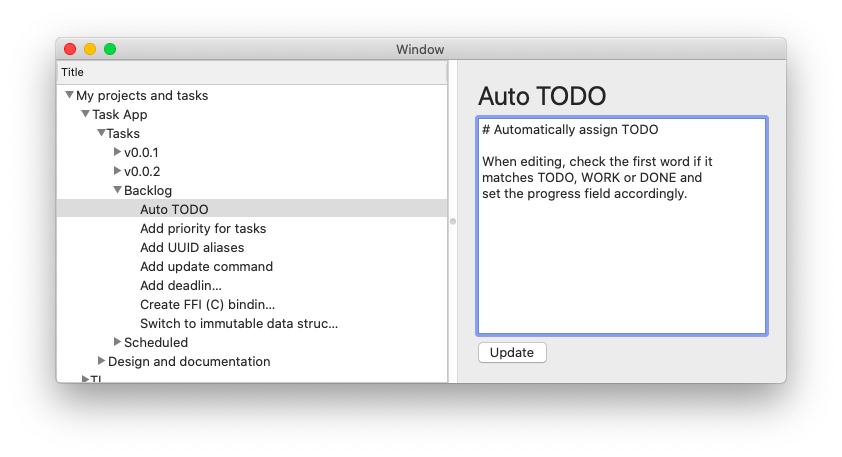 Window
Title
My projects and tasks
Task App
Tasks
v0.0.1
v0.0.2
Backlog
Auto TODO
Add priority for tasks
Add UUID aliases
Add update command
Add deadlin...
Create FFI (C) bindin...
Switch to immutable data struc...
Scheduled
Design and documentation
Auto TODO
# Automatically assign TODO
When editing, check the first word if it
matches TODO, WORK or DONE and
set the progress field accordingly.
Update